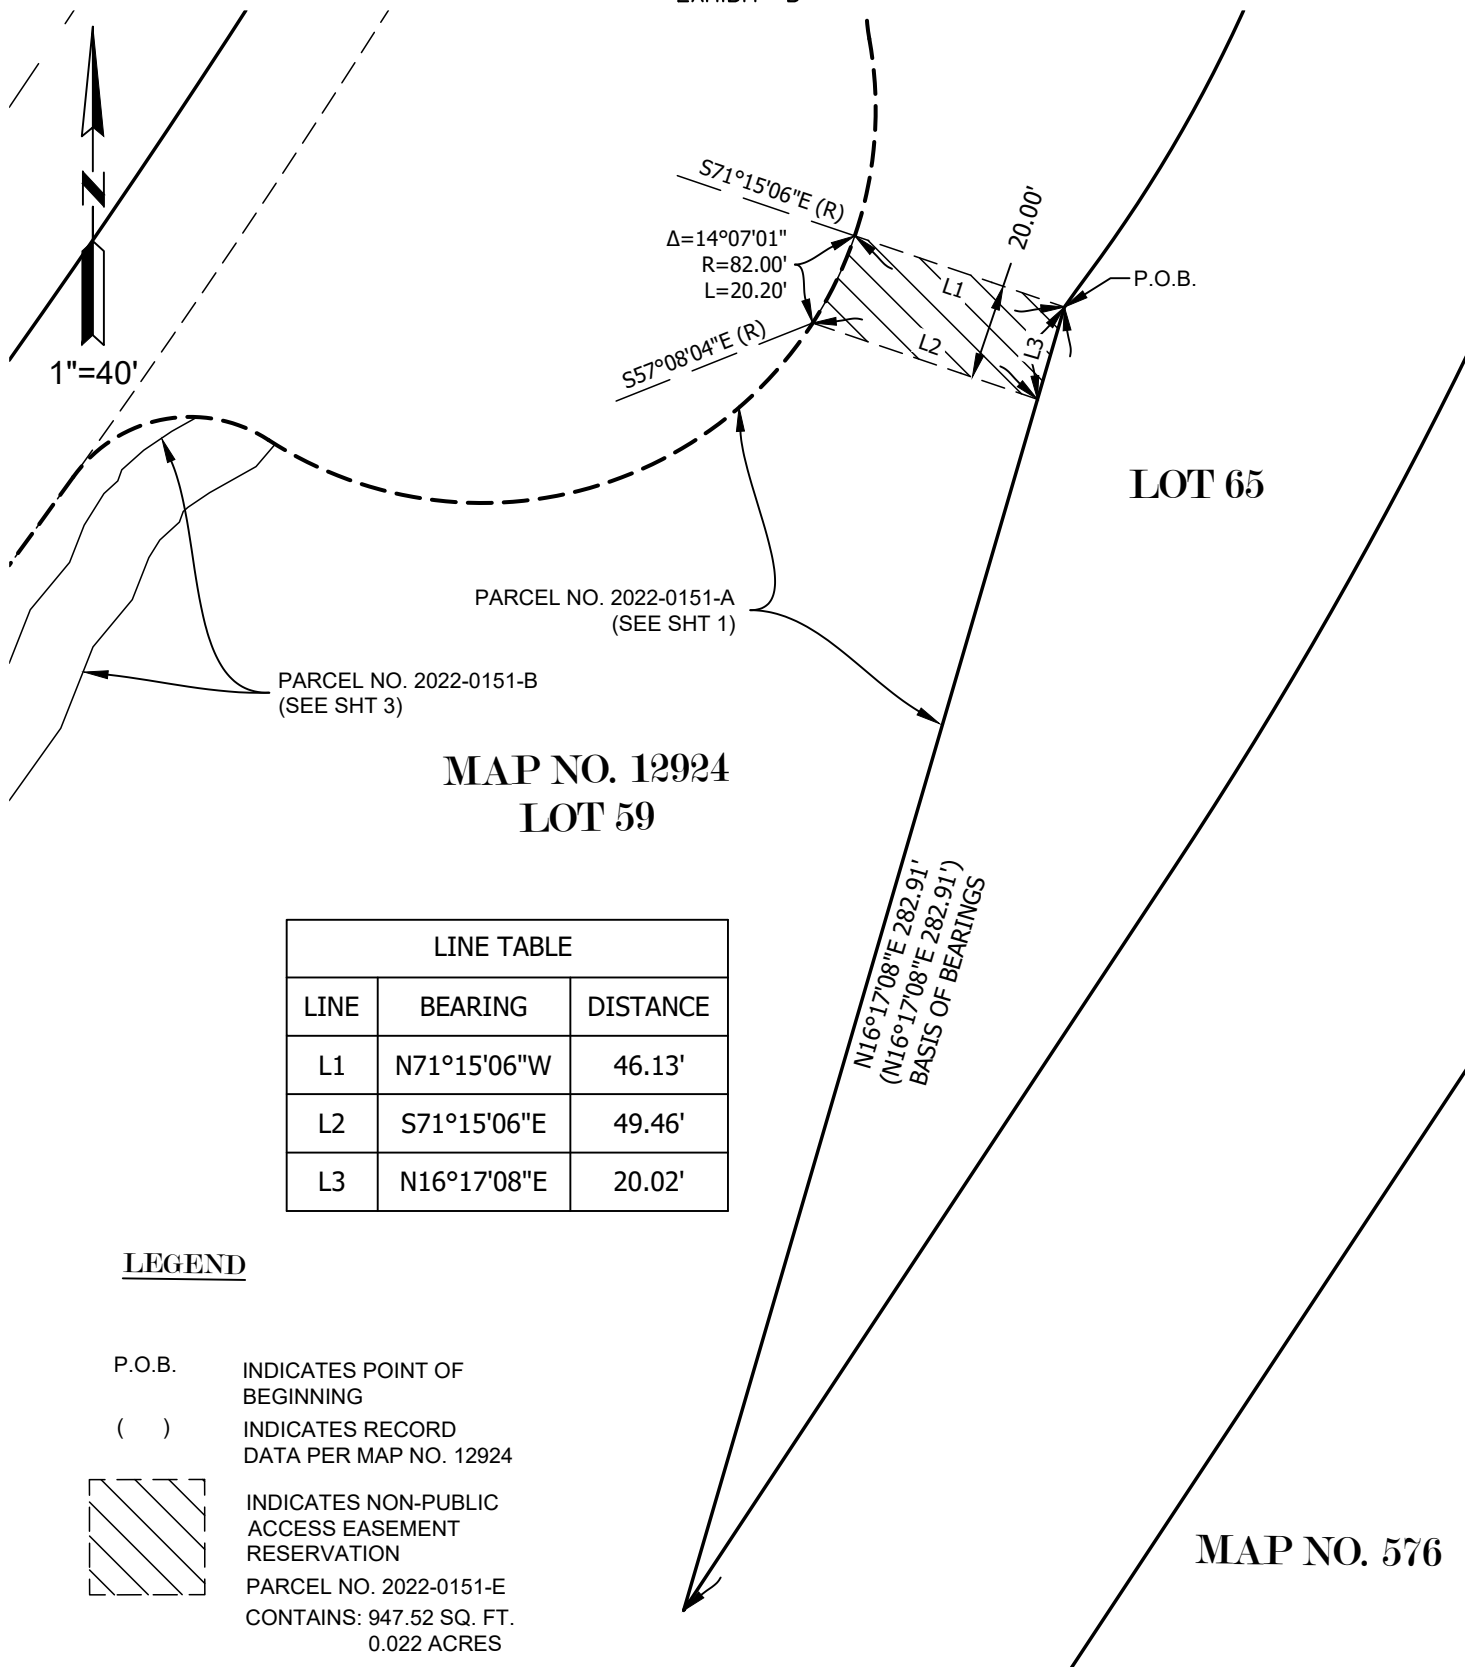 N
1"=40'
S71°15'06"E (R)
Δ=14°07'01"
R=82.00'
L=20.20'
S57°08'04"E (R)
20.00'
P.O.B.
L1
L2
L3
LOT 65
PARCEL NO. 2022-0151-A
(SEE SHT 1)
PARCEL NO. 2022-0151-B
(SEE SHT 3)
MAP NO. 12924
LOT 59
N16°17'08"E 282.91'
(N16°17'08"E 282.91')
BASIS OF BEARINGS
LINE TABLE
LINE BEARING DISTANCE
L1 N71°15'06"W 46.13'
L2 S71°15'06"E 49.46'
L3 N16°17'08"E 20.02'
LEGEND
P.O.B. INDICATES POINT OF
BEGINNING
( ) INDICATES RECORD
DATA PER MAP NO. 12924
INDICATES NON-PUBLIC
ACCESS EASEMENT
RESERVATION
PARCEL NO. 2022-0151-E
CONTAINS: 947.52 SQ. FT.
0.022 ACRES
MAP NO. 576